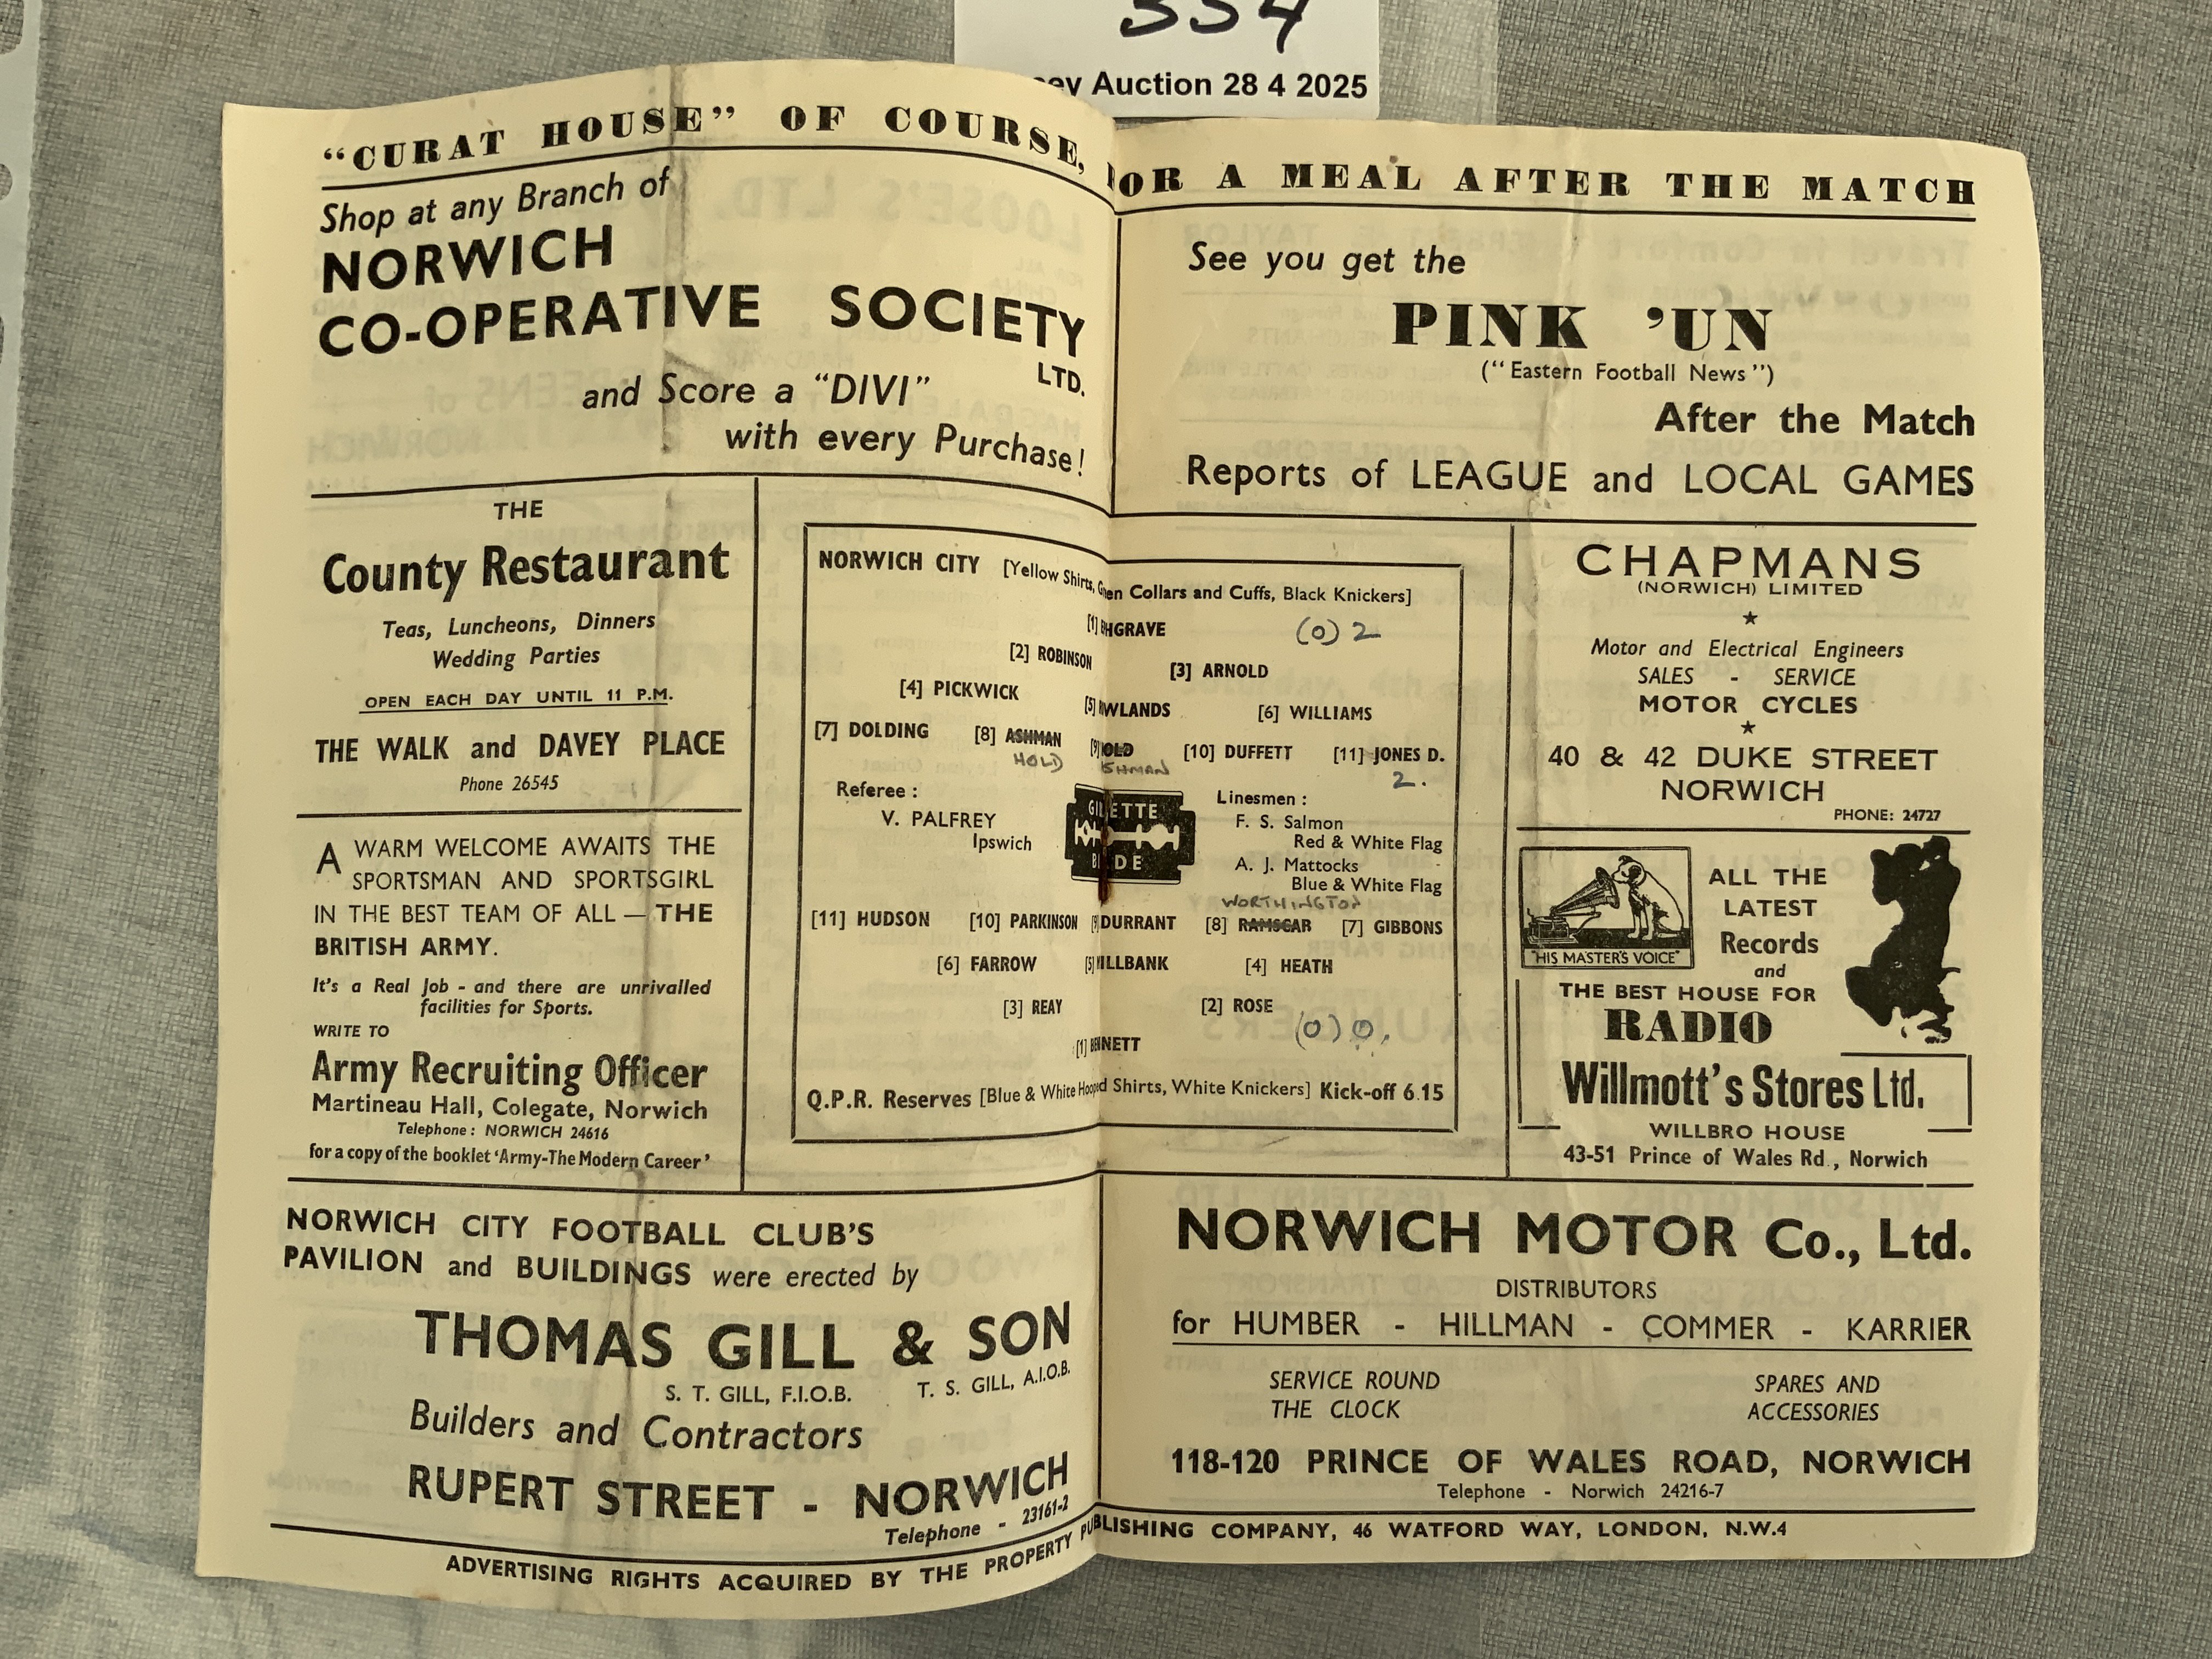 334
Auction 28 4 2025
“CURAT HOUSE” OF COURSE, FOR A MEAL AFTER THE MATCH
Shop at any Branch of
NORWICH
CO-OPERATIVE SOCIETY
LTD.
and Score a “DIVI”
with every Purchase!
See you get the
PINK ’UN
(“Eastern Football News”)
After the Match
Reports of LEAGUE and LOCAL GAMES
THE
County Restaurant
Teas, Luncheons, Dinners
Wedding Parties
OPEN EACH DAY UNTIL 11 P.M.
THE WALK and DAVEY PLACE
Phone 26545
A WARM WELCOME AWAITS THE
SPORTSMAN AND SPORTSGIRL
IN THE BEST TEAM OF ALL — THE
BRITISH ARMY.
It's a Real Job - and there are unrivalled
facilities for Sports.
WRITE TO
Army Recruiting Officer
Martineau Hall, Colegate, Norwich
Telephone: NORWICH 24616
for a copy of the booklet ‘Army-The Modern Career’
NORWICH CITY [Yellow Shirts, Green Collars and Cuffs, Black Knickers]
[1] HGRAVE (0) 2
[2] ROBINSON [3] ARNOLD
[4] PICKWICK [5] WLANDS [6] WILLIAMS
[7] DOLDING [8] ASHMAN [9] HOLD [10] DUFFETT [11] JONES D.
HOLD SHMAN 2.
Referee :
V. PALFREY
Ipswich
GILLETTE
BLADE
Linesmen :
F. S. Salmon
Red & White Flag
A. J. Mattocks
Blue & White Flag
WORTHINGTON
[11] HUDSON [10] PARKINSON [9] DURRANT [8] RAMSCAR [7] GIBBONS
[6] FARROW [5] MILLBANK [4] HEATH
[3] REAY [2] ROSE
(0) 0.
[1] BENNETT
Q.P.R. Reserves [Blue & White Hooped Shirts, White Knickers] Kick-off 6.15
CHAPMANS
(NORWICH) LIMITED
Motor and Electrical Engineers
SALES - SERVICE
MOTOR CYCLES
40 & 42 DUKE STREET
NORWICH
PHONE: 24727
"HIS MASTER'S VOICE"
ALL THE
LATEST
Records
and
THE BEST HOUSE FOR
RADIO
Willmott's Stores Ltd.
WILLBRO HOUSE
43-51 Prince of Wales Rd., Norwich
NORWICH CITY FOOTBALL CLUB'S
PAVILION and BUILDINGS were erected by
THOMAS GILL & SON
S. T. GILL, F.I.O.B. T. S. GILL, A.I.O.B.
Builders and Contractors
RUPERT STREET - NORWICH
Telephone - 23161-2
NORWICH MOTOR Co., Ltd.
DISTRIBUTORS
for HUMBER - HILLMAN - COMMER - KARRIER
SERVICE ROUND
THE CLOCK
SPARES AND
ACCESSORIES
118-120 PRINCE OF WALES ROAD, NORWICH
Telephone - Norwich 24216-7
ADVERTISING RIGHTS ACQUIRED BY THE PROPERTY PUBLISHING COMPANY, 46 WATFORD WAY, LONDON, N.W.4